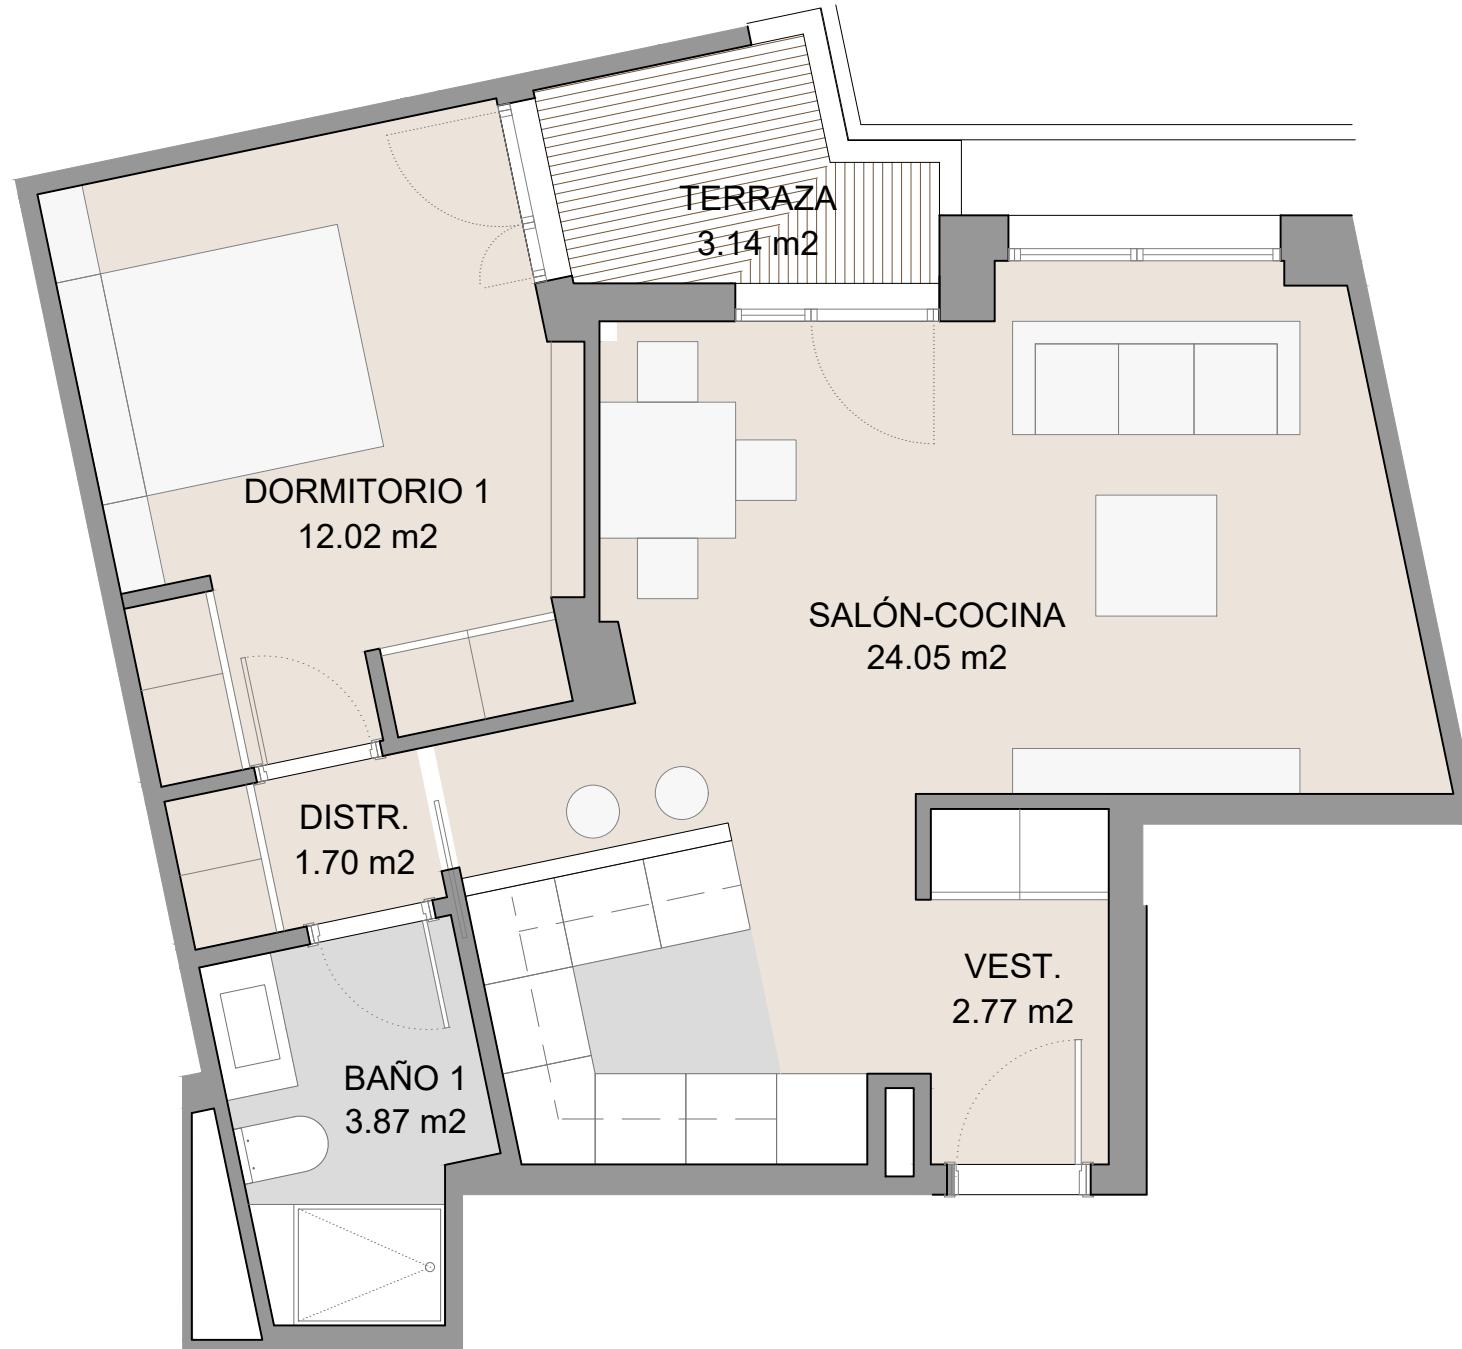 TERRAZA
3.14 m2
DORMITORIO 1
12.02 m2
SALÓN-COCINA
24.05 m2
DISTR.
1.70 m2
VEST.
2.77 m2
BAÑO 1
3.87 m2